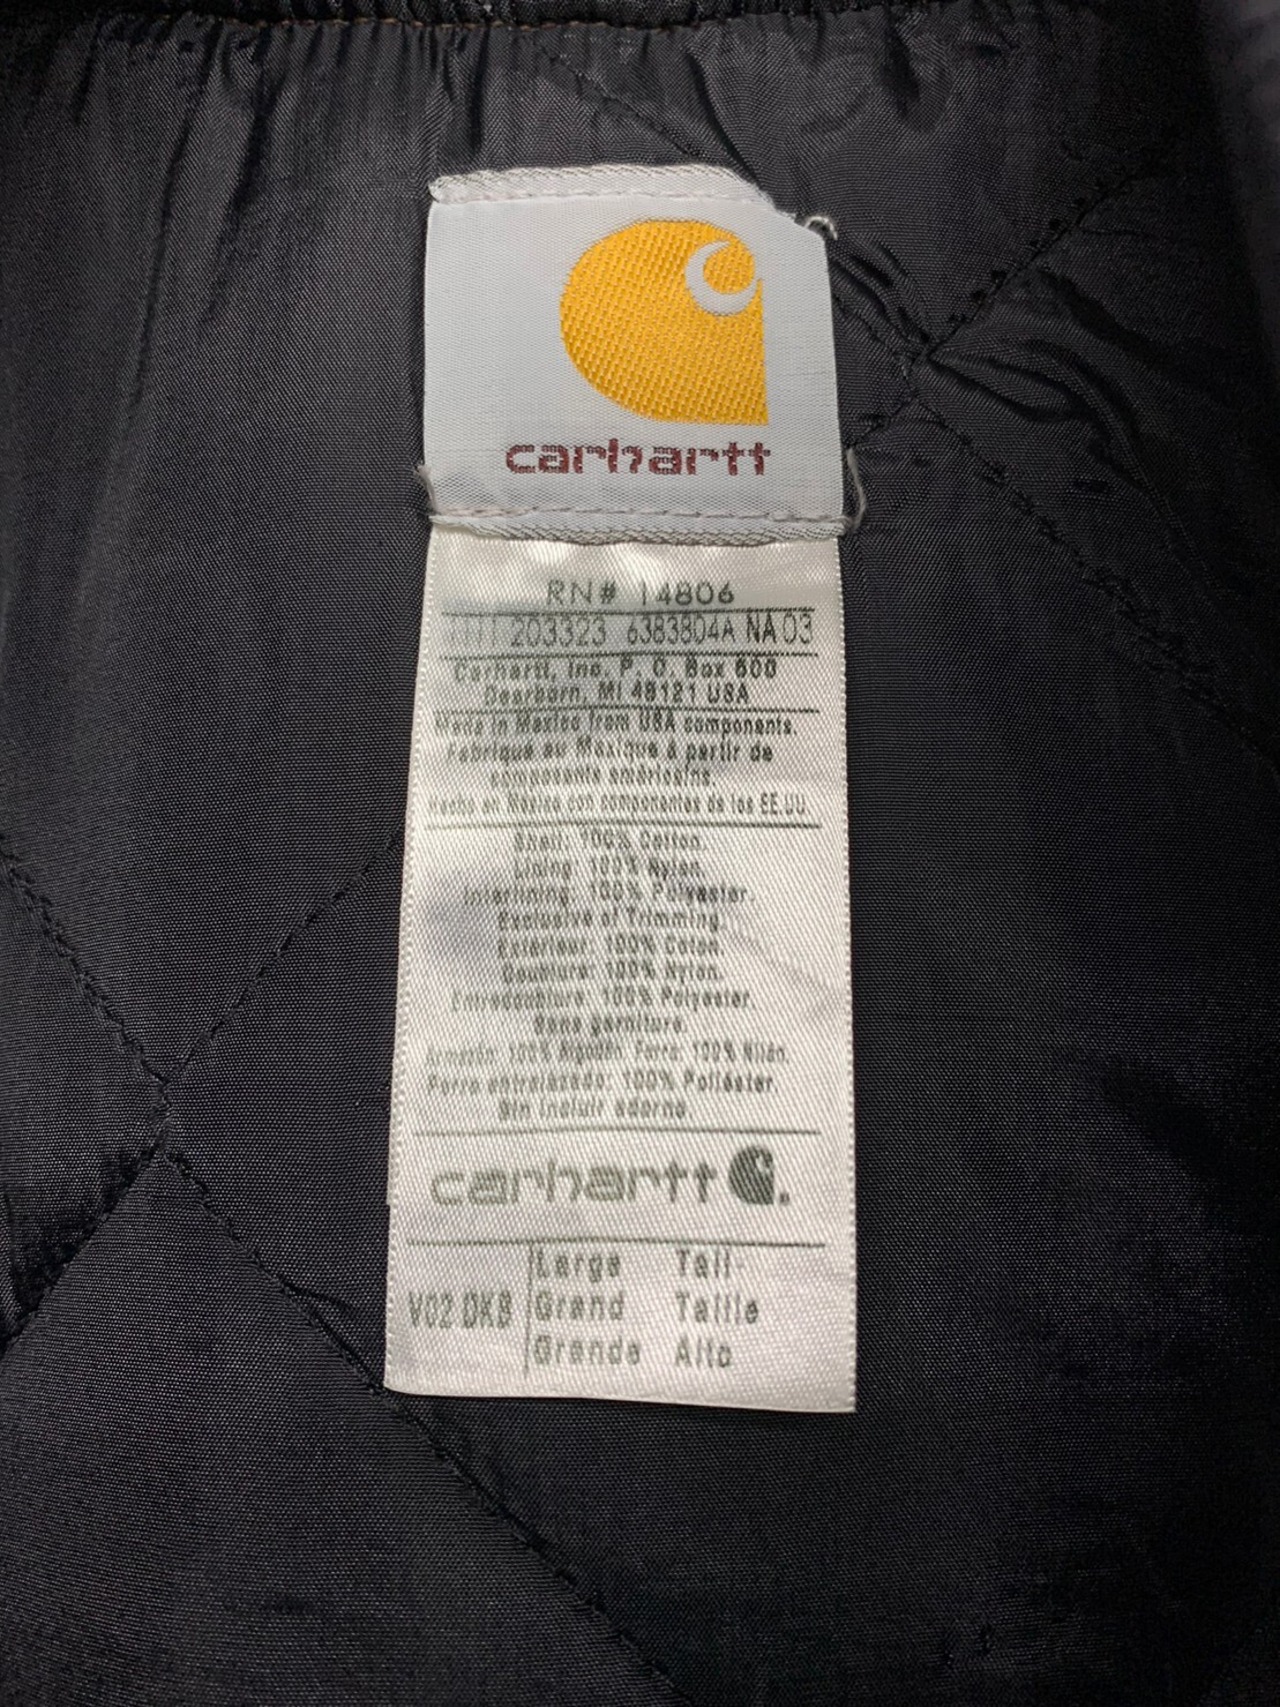 carhartt
RN# 14806
203323 6383804A NA 03
Carhartt, Inc. P. O. Box 600
Dearborn, MI 48121 USA
Made in Mexico from USA components.
Fabriqué au Mexique à partir de
composants américains.
Hecho en Mexico con componentes de los EE.UU.
Shell: 100% Cotton.
Lining: 100% Nylon.
Interlining: 100% Polyester.
Exclusive of Trimming
Exterieur: 100% Coton.
Doublure: 100% Nylon.
Entredoublure: 100% Polyester.
Sans garniture.
Armazón: 100% Algodón. Forro: 100% Nilón.
Forro entrelazado: 100% Poliéster.
Sin incluir adorno.
carhartt
V02 DKB
Large Tall-
Grand Taille
Grande Alto